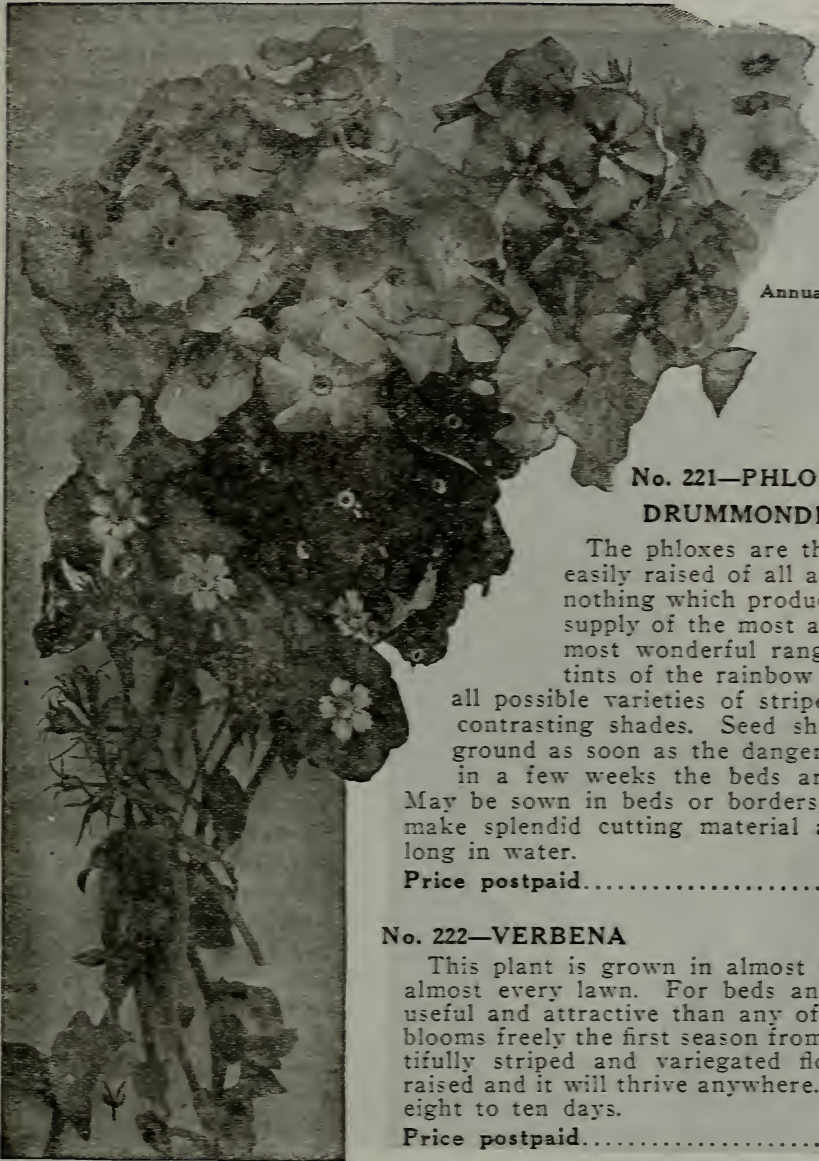 Annua
No. 221—PHLO
DRUMMONDI
The phloxes are th
easily raised of all a
nothing which produc
supply of the most a
most wonderful rang
tints of the rainbow
all possible varieties of stripe
contrasting shades. Seed sh
ground as soon as the danger
in a few weeks the beds ar
May be sown in beds or borders
make splendid cutting material a
long in water.
Price postpaid......................
No. 222—VERBENA
This plant is grown in almost
almost every lawn. For beds an
useful and attractive than any of
blooms freely the first season from
tifully striped and variegated flo
raised and it will thrive anywhere.
eight to ten days.
Price postpaid......................